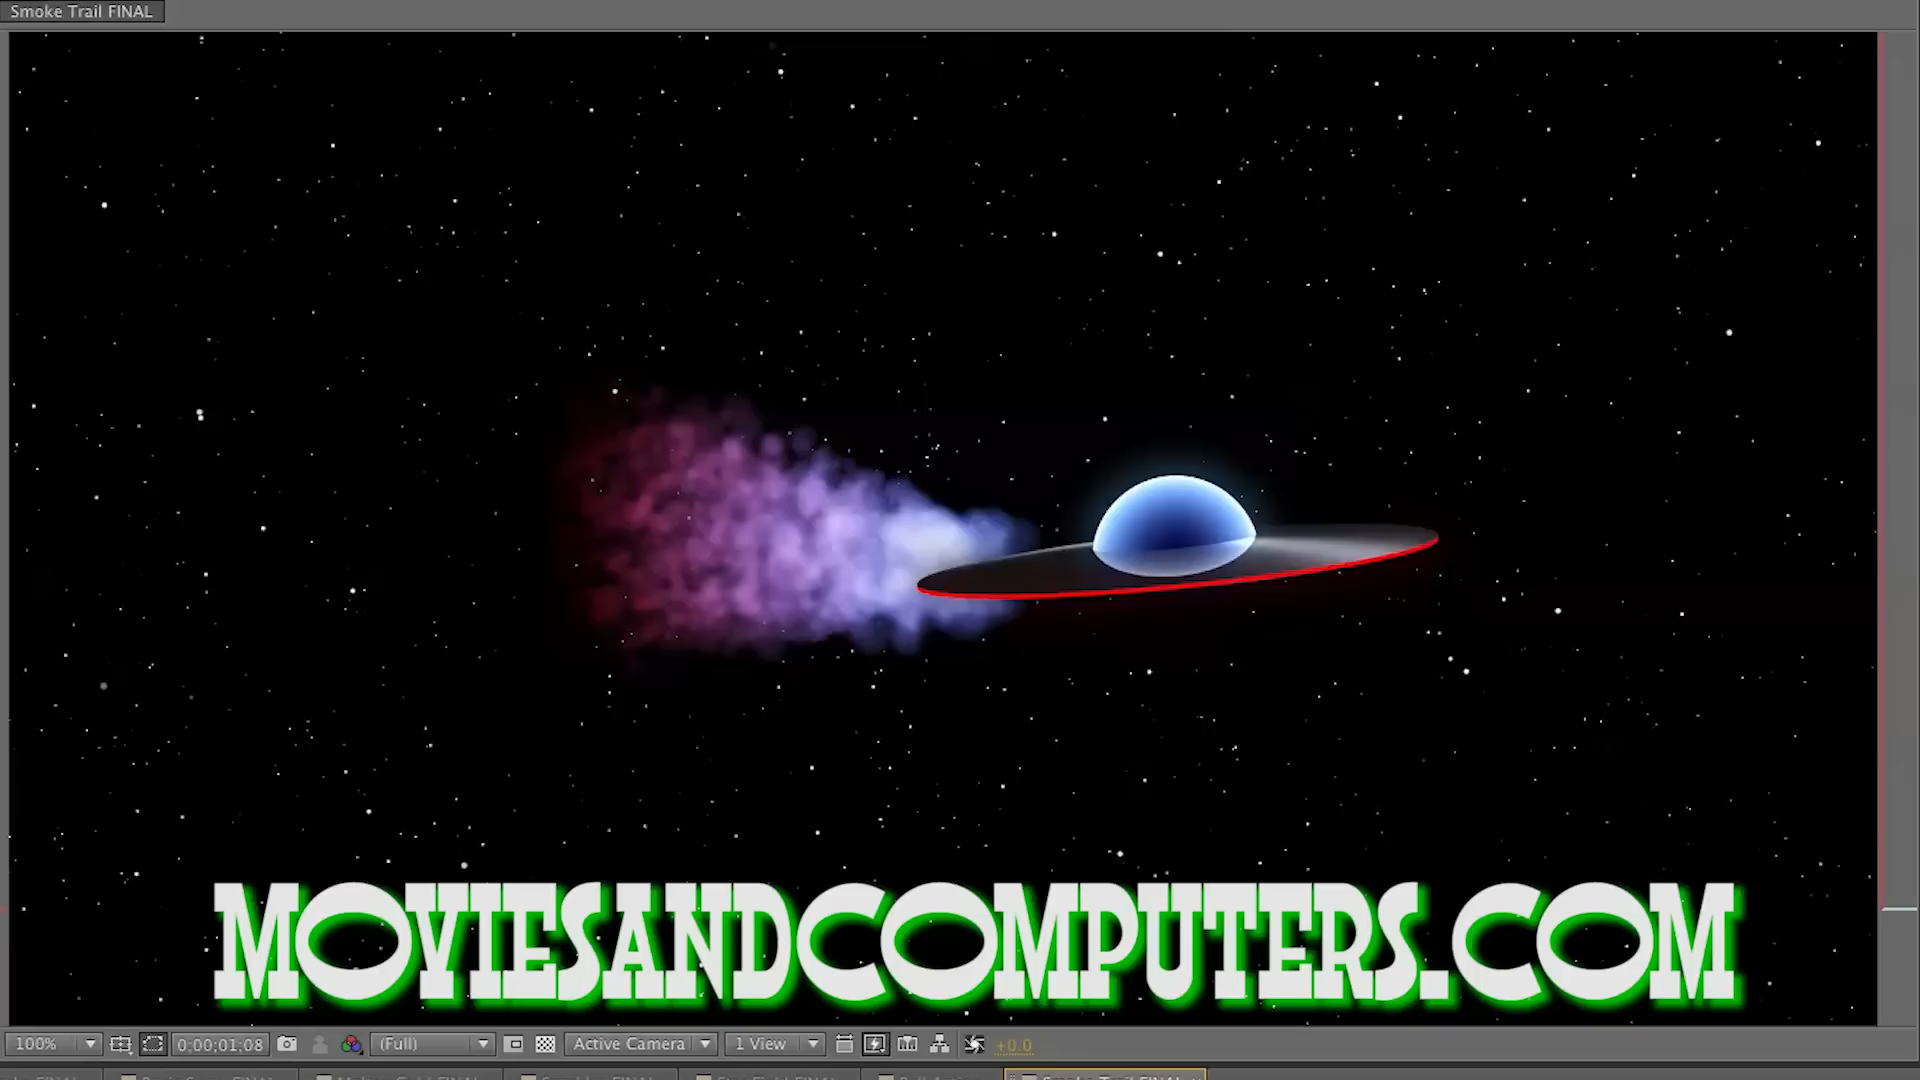 Smoke Trail FINAL
MOVIESANDCOMPUTERS.COM
100% 0;00;01;08 (Full) Active Camera 1 View +0.0